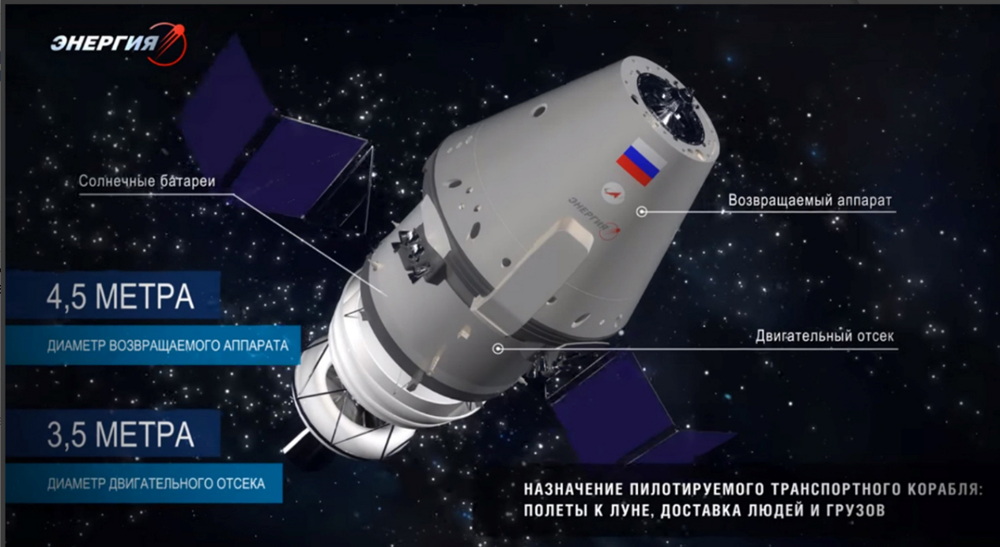 ЭНЕРГИЯ
Солнечные батареи
ЭНЕРГИЯ
Возвращаемый аппарат
4,5 МЕТРА
ДИАМЕТР ВОЗВРАЩАЕМОГО АППАРАТА
Двигательный отсек
3,5 МЕТРА
ДИАМЕТР ДВИГАТЕЛЬНОГО ОТСЕКА
НАЗНАЧЕНИЕ ПИЛОТИРУЕМОГО ТРАНСПОРТНОГО КОРАБЛЯ:
ПОЛЕТЫ К ЛУНЕ, ДОСТАВКА ЛЮДЕЙ И ГРУЗОВ